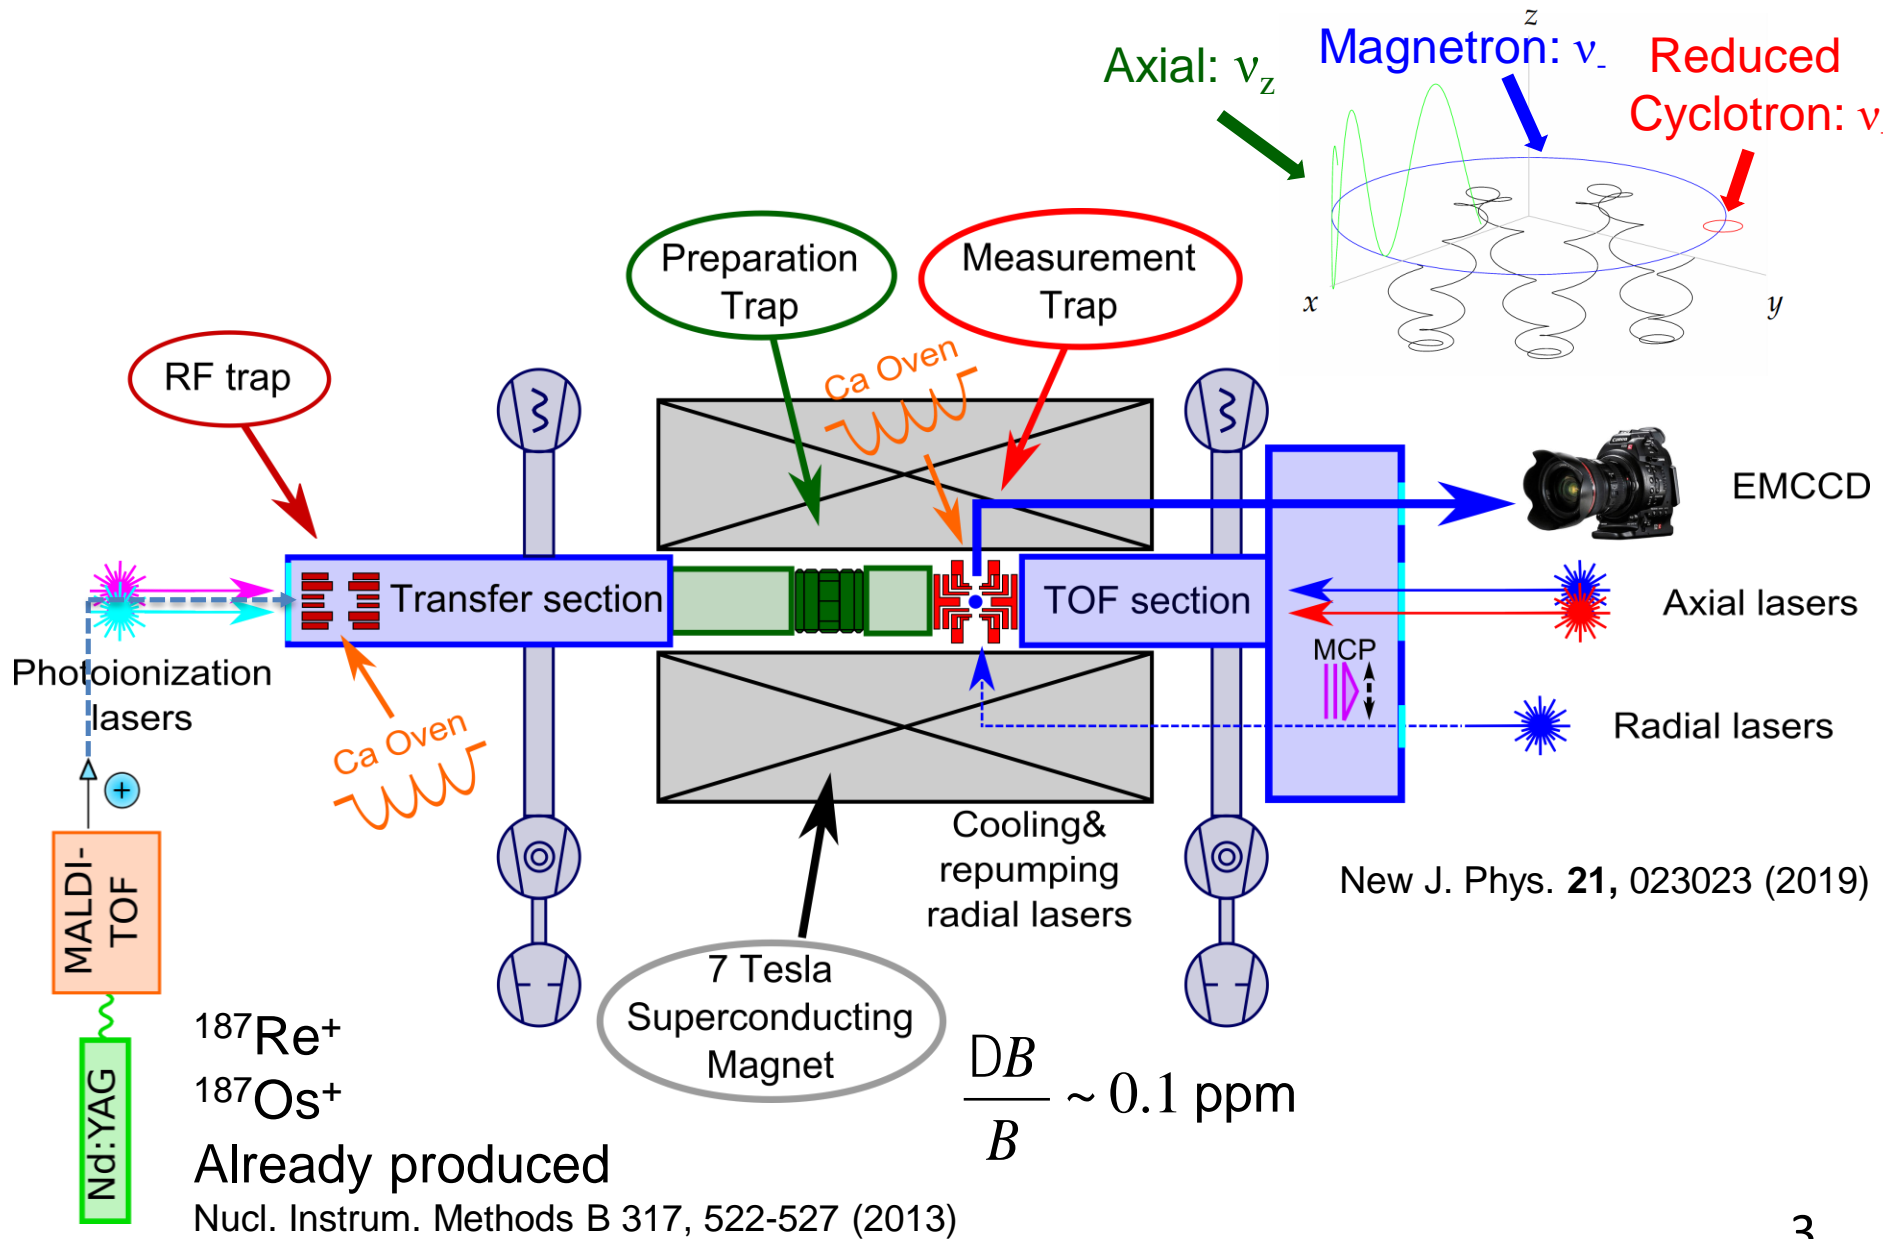 z
Axial: νz
Magnetron: ν-
Reduced
Cyclotron: ν
x
y
Preparation
Trap
Measurement
Trap
RF trap
Ca Oven
EMCCD
Transfer section
TOF section
Axial lasers
MCP
Photoionization
lasers
Radial lasers
Ca Oven
+
Cooling&
repumping
radial lasers
New J. Phys. 21, 023023 (2019)
MALDI-
TOF
7 Tesla
Superconducting
Magnet
DB
B
~ 0.1 ppm
Nd:YAG
187Re+
187Os+
Already produced
Nucl. Instrum. Methods B 317, 522-527 (2013)
3